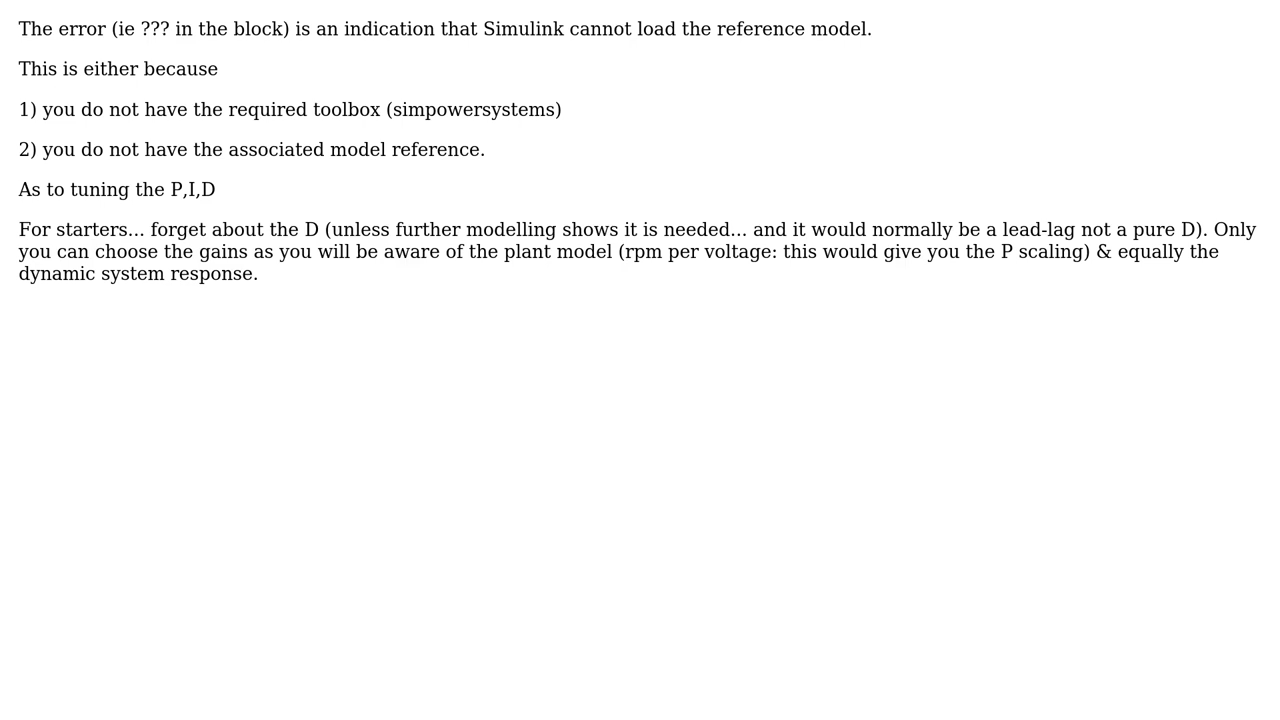 The error (ie ??? in the block) is an indication that Simulink cannot load the reference model.
This is either because
1) you do not have the required toolbox (simpowersystems)
2) you do not have the associated model reference.
As to tuning the P,I,D
For starters... forget about the D (unless further modelling shows it is needed... and it would normally be a lead-lag not a pure D). Only
you can choose the gains as you will be aware of the plant model (rpm per voltage: this would give you the P scaling) & equally the
dynamic system response.